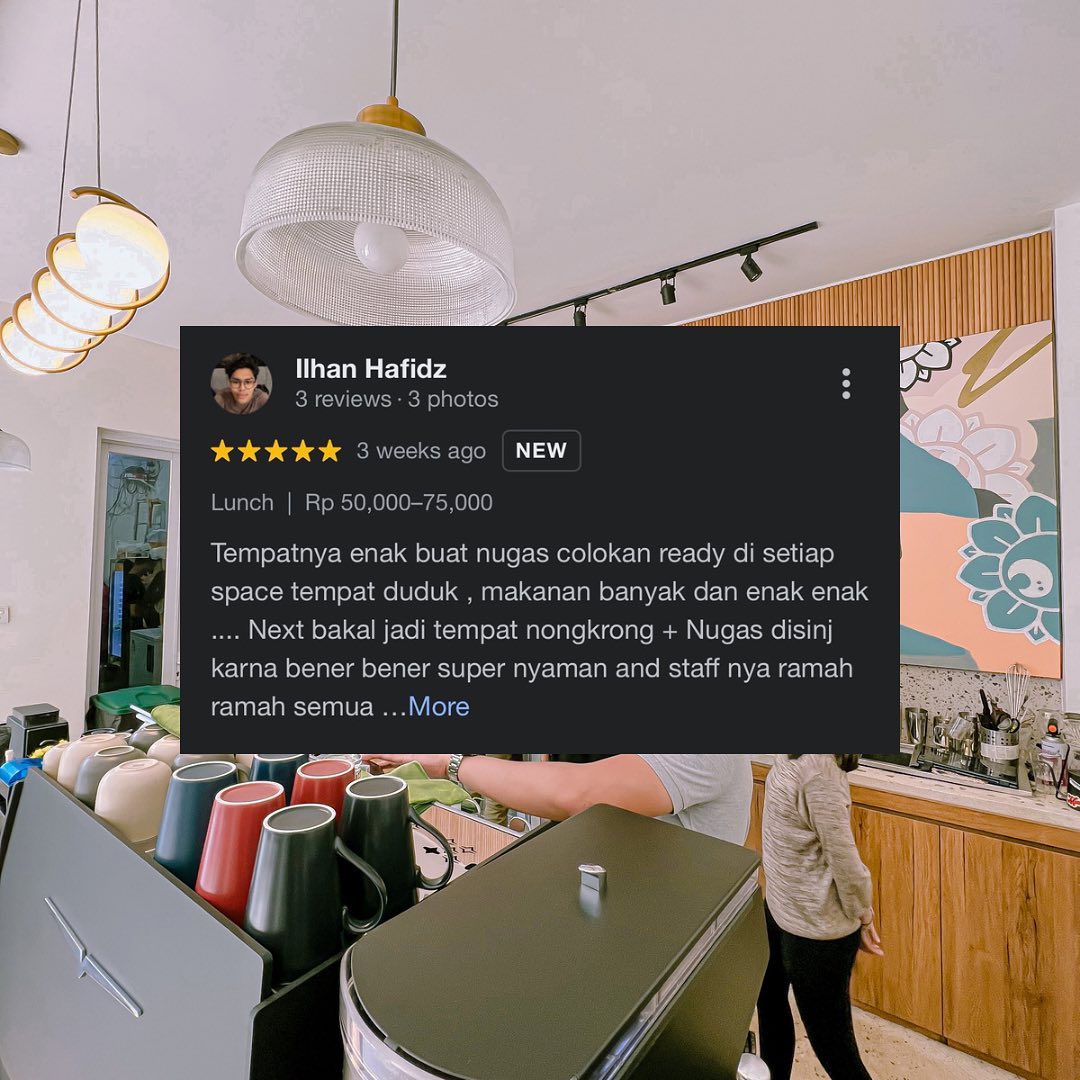 Ilhan Hafidz
3 reviews · 3 photos
3 weeks ago NEW
Lunch | Rp 50,000–75,000
Tempatnya enak buat nugas colokan ready di setiap
space tempat duduk , makanan banyak dan enak enak
.... Next bakal jadi tempat nongkrong + Nugas disinj
karna bener bener super nyaman and staff nya ramah
ramah semua ...More